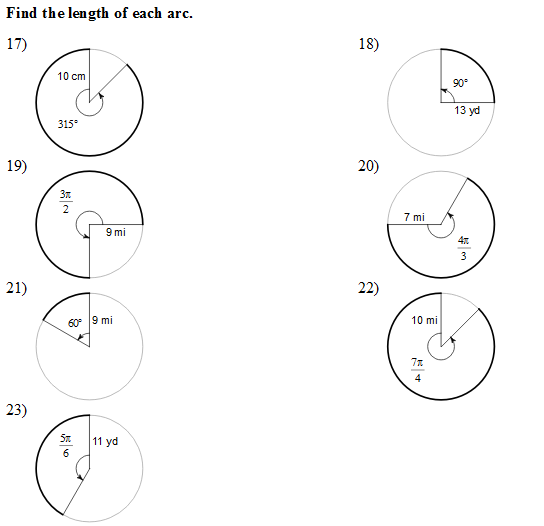 Find the length of each arc.
17)
10 cm
315°
18)
90°
13 yd
19)
3π
2
9 mi
20)
7 mi
4π
3
21)
60°
9 mi
22)
10 mi
7π
4
23)
5π
6
11 yd